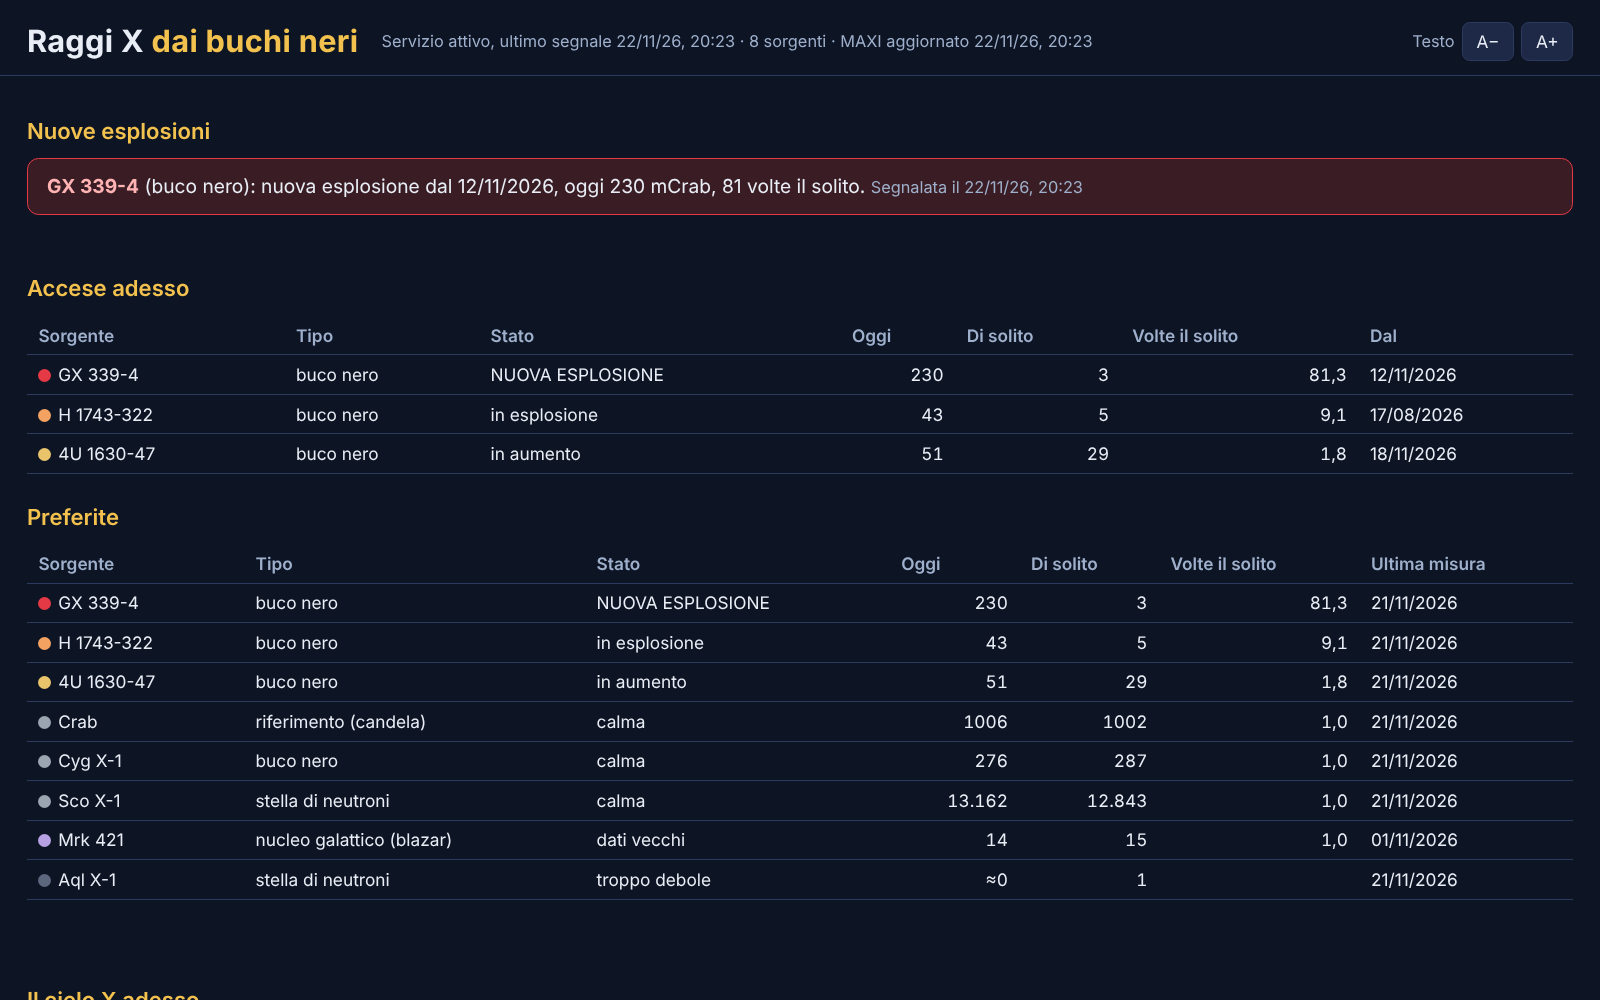 Raggi X dai buchi neri Servizio attivo, ultimo segnale 22/11/26, 20:23 · 8 sorgenti · MAXI aggiornato 22/11/26, 20:23 Testo A− A+
Nuove esplosioni
GX 339-4 (buco nero): nuova esplosione dal 12/11/2026, oggi 230 mCrab, 81 volte il solito. Segnalata il 22/11/26, 20:23
Accese adesso
Sorgente Tipo Stato Oggi Di solito Volte il solito Dal
GX 339-4 buco nero NUOVA ESPLOSIONE 230 3 81,3 12/11/2026
H 1743-322 buco nero in esplosione 43 5 9,1 17/08/2026
4U 1630-47 buco nero in aumento 51 29 1,8 18/11/2026
Preferite
Sorgente Tipo Stato Oggi Di solito Volte il solito Ultima misura
GX 339-4 buco nero NUOVA ESPLOSIONE 230 3 81,3 21/11/2026
H 1743-322 buco nero in esplosione 43 5 9,1 21/11/2026
4U 1630-47 buco nero in aumento 51 29 1,8 21/11/2026
Crab riferimento (candela) calma 1006 1002 1,0 21/11/2026
Cyg X-1 buco nero calma 276 287 1,0 21/11/2026
Sco X-1 stella di neutroni calma 13.162 12.843 1,0 21/11/2026
Mrk 421 nucleo galattico (blazar) dati vecchi 14 15 1,0 01/11/2026
Aql X-1 stella di neutroni troppo debole ≈0 1 21/11/2026
Il cielo X adesso